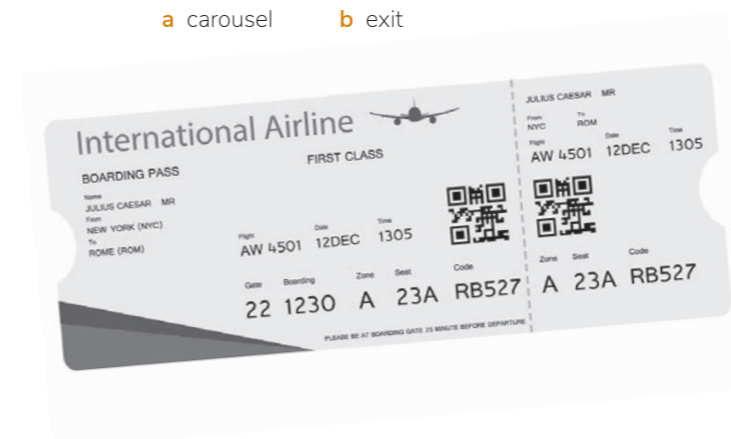 a carousel b exit
International Airline
BOARDING PASS FIRST CLASS
Name
JULIUS CAESAR MR
From
NEW YORK (NYC)
To
ROME (ROM)
Flight Date Time
AW 4501 12DEC 1305
Gate Boarding Zone Seat Code
22 1230 A 23A RB527
PLEASE BE AT BOARDING GATE 15 MINUTE BEFORE DEPARTURE
JULIUS CAESAR MR
From To
NYC ROM
Flight Date Time
AW 4501 12DEC 1305
Zone Seat Code
A 23A RB527